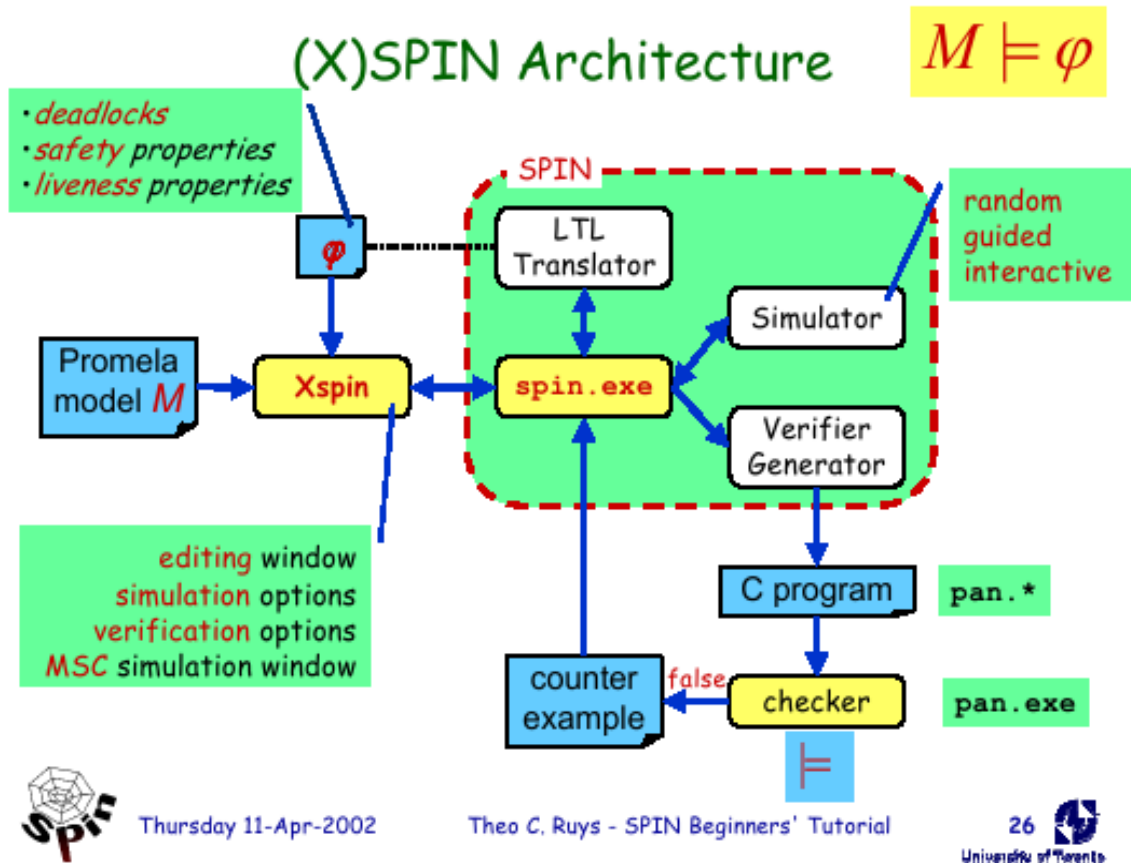 (X)SPIN Architecture
M ⊨ φ
•deadlocks
•safety properties
•liveness properties
SPIN
random
guided
interactive
φ
LTL
Translator
Simulator
Promela
model M
Xspin
spin.exe
Verifier
Generator
editing window
simulation options
verification options
MSC simulation window
C program
pan.*
counter
example
false
checker
pan.exe
⊨
Spin
Thursday 11-Apr-2002
Theo C. Ruys - SPIN Beginners' Tutorial
26
University of Twente